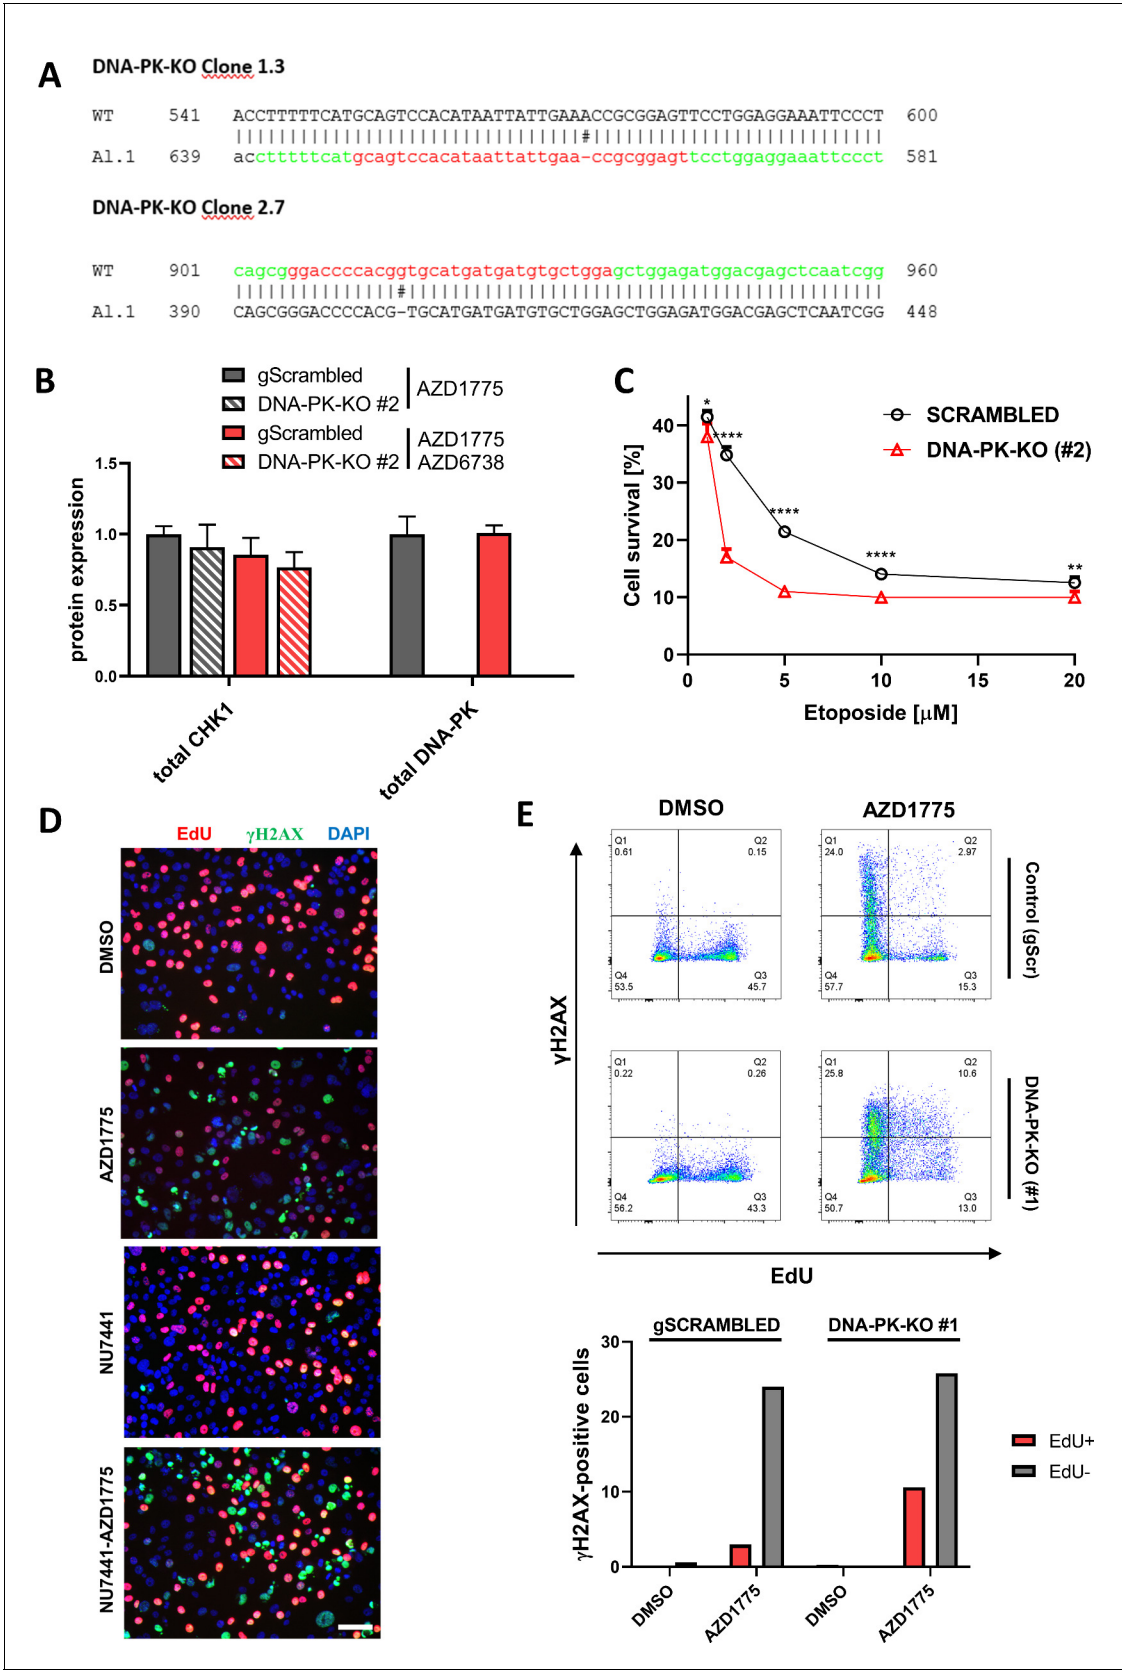 A
DNA-PK-KO Clone 1.3
WT 541 ACCTTTTTCATGCAGTCCACATAATTATTGAAACCGCGGAGTTCCTGGAGGAAATTCCCT 600
||||||||||||||||||||||||||||||||#|||||||||||||||||||||||||||
Al.1 639 acctttttcatgcagtccacataattattgaa-ccgcggagttcctggaggaaattccct 581
DNA-PK-KO Clone 2.7
WT 901 cagcgggaccccacggtgcatgatgatgtgctggagctggagatggacgagctcaatcgg 960
|||||||||||||||#||||||||||||||||||||||||||||||||||||||||||||
Al.1 390 CAGCGGGACCCCACG-TGCATGATGATGTGCTGGAGCTGGAGATGGACGAGCTCAATCGG 448
B
gScrambled
DNA-PK-KO #2
AZD1775
gScrambled
DNA-PK-KO #2
AZD1775
AZD6738
protein expression
1.5
1.0
0.5
0.0
total CHK1
total DNA-PK
C
SCRAMBLED
DNA-PK-KO (#2)
Cell survival [%]
40
30
20
10
0
* **** **** **** **
0 5 10 15 20
Etoposide [μM]
D
EdU γH2AX DAPI
DMSO
AZD1775
NU7441
NU7441-AZD1775
E
DMSO AZD1775
Q1 0.61
Q2 0.15
Q4 53.5
Q3 45.7
Q1 24.0
Q2 2.97
Q4 57.7
Q3 15.3
Control (gScr)
Q1 0.22
Q2 0.26
Q4 56.2
Q3 43.3
Q1 25.8
Q2 10.6
Q4 50.7
Q3 13.0
DNA-PK-KO (#1)
γH2AX
EdU
gSCRAMBLED DNA-PK-KO #1
γH2AX-positive cells
30
20
10
0
DMSO
AZD1775
DMSO
AZD1775
EdU+
EdU-